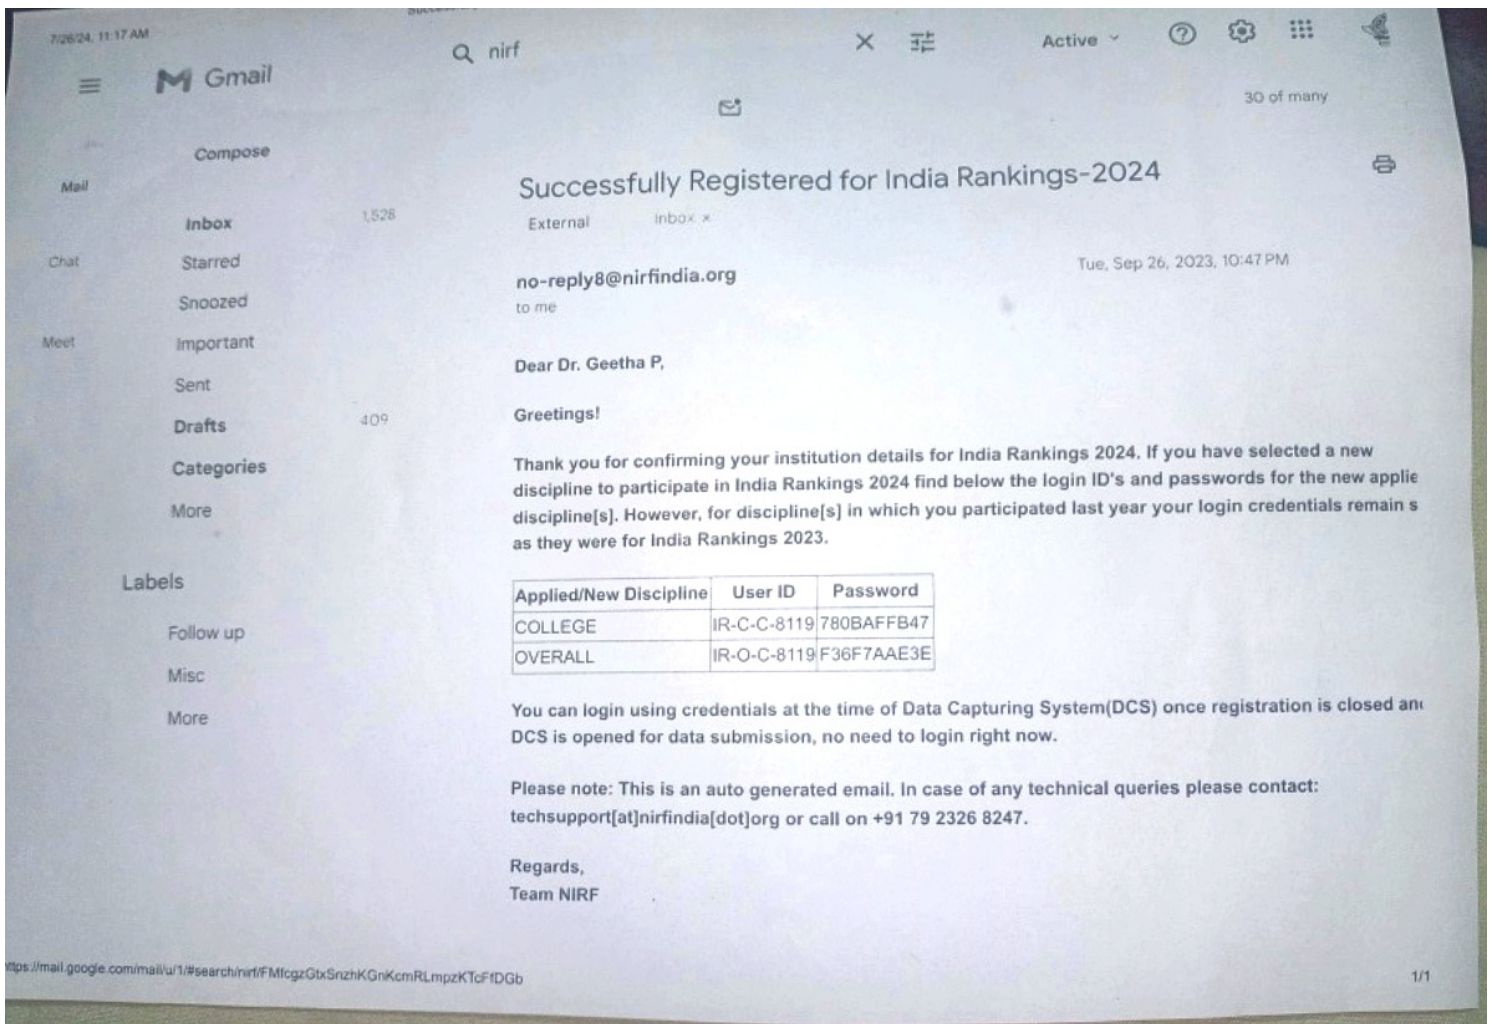 7/26/24, 11:17 AM
nirf
Active
Gmail
30 of many
Compose
Mail
Successfully Registered for India Rankings-2024
Inbox 1,528
External Inbox x
Chat
Starred
no-reply8@nirfindia.org Tue, Sep 26, 2023, 10:47 PM
Snoozed
to me
Meet
Important
Dear Dr. Geetha P,
Sent
Greetings!
Drafts 409
Thank you for confirming your institution details for India Rankings 2024. If you have selected a new
Categories
discipline to participate in India Rankings 2024 find below the login ID's and passwords for the new applie
More
discipline[s]. However, for discipline[s] in which you participated last year your login credentials remain s
as they were for India Rankings 2023.
Labels
Applied/New Discipline User ID Password
Follow up
COLLEGE IR-C-C-8119 780BAFFB47
OVERALL IR-O-C-8119 F36F7AAE3E
Misc
More
You can login using credentials at the time of Data Capturing System(DCS) once registration is closed and
DCS is opened for data submission, no need to login right now.
Please note: This is an auto generated email. In case of any technical queries please contact:
techsupport[at]nirfindia[dot]org or call on +91 79 2326 8247.
Regards,
Team NIRF
1/1